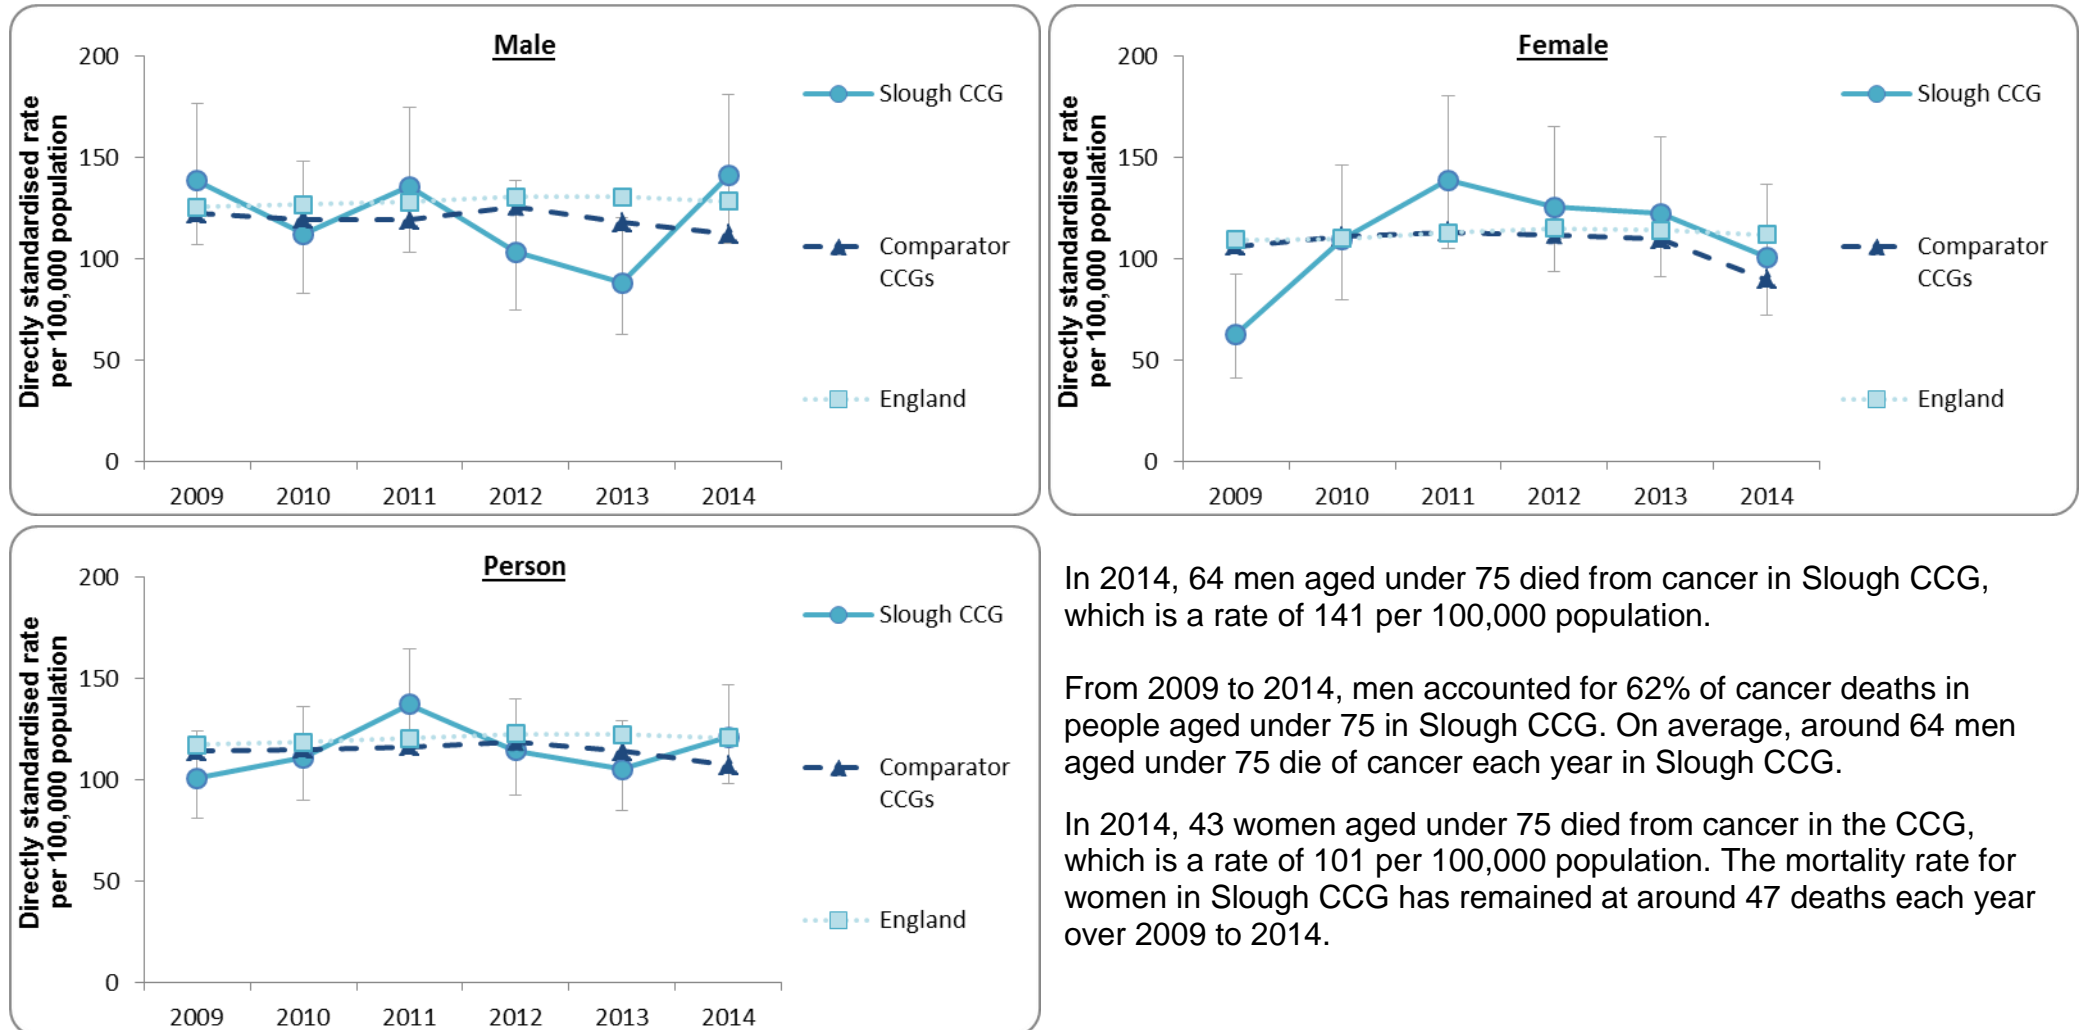 Male
200
150
100
50
0
Directly standardised rate
per 100,000 population
2009 2010 2011 2012 2013 2014
Slough CCG
Comparator
CCGs
England
Female
200
150
100
50
0
Directly standardised rate
per 100,000 population
2009 2010 2011 2012 2013 2014
Slough CCG
Comparator
CCGs
England
Person
200
150
100
50
0
Directly standardised rate
per 100,000 population
2009 2010 2011 2012 2013 2014
Slough CCG
Comparator
CCGs
England
In 2014, 64 men aged under 75 died from cancer in Slough CCG,
which is a rate of 141 per 100,000 population.
From 2009 to 2014, men accounted for 62% of cancer deaths in
people aged under 75 in Slough CCG. On average, around 64 men
aged under 75 die of cancer each year in Slough CCG.
In 2014, 43 women aged under 75 died from cancer in the CCG,
which is a rate of 101 per 100,000 population. The mortality rate for
women in Slough CCG has remained at around 47 deaths each year
over 2009 to 2014.